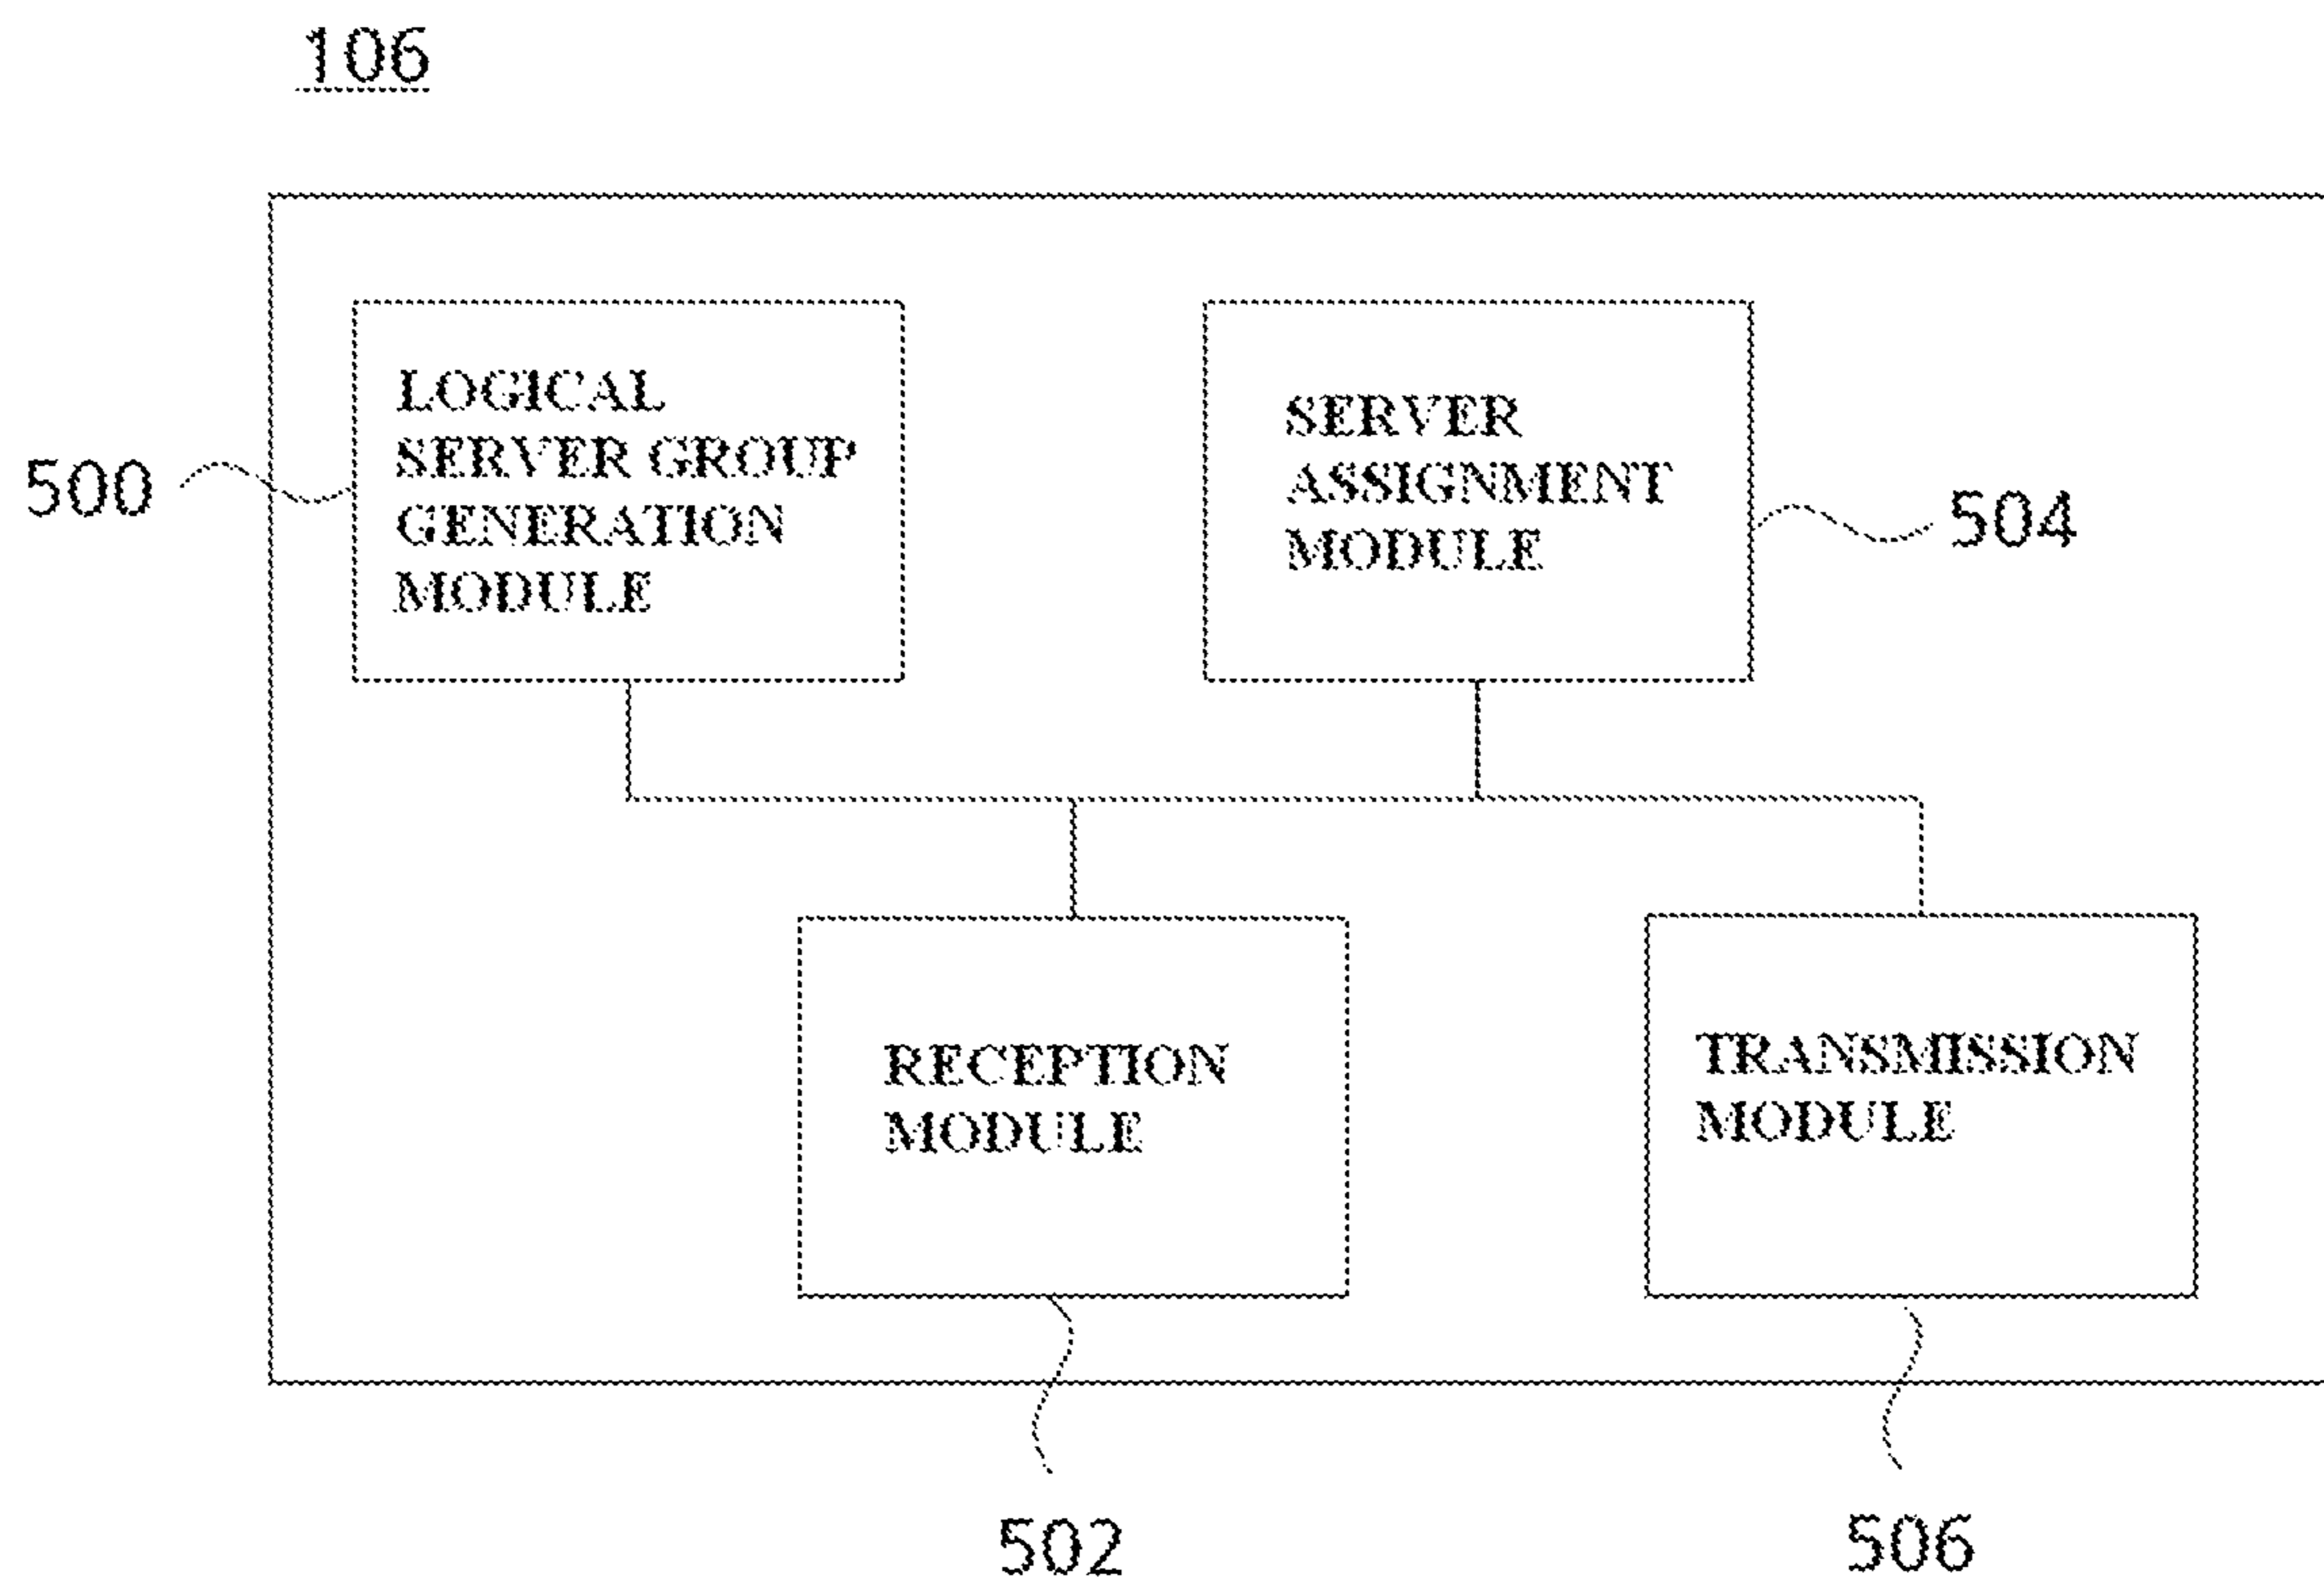 106
LOGICAL
SERVER GROUP
GENERATION
MODULE
500
SERVER
ASSIGNMENT
MODULE
504
RECEPTION
MODULE
TRANSMISSION
MODULE
502
506